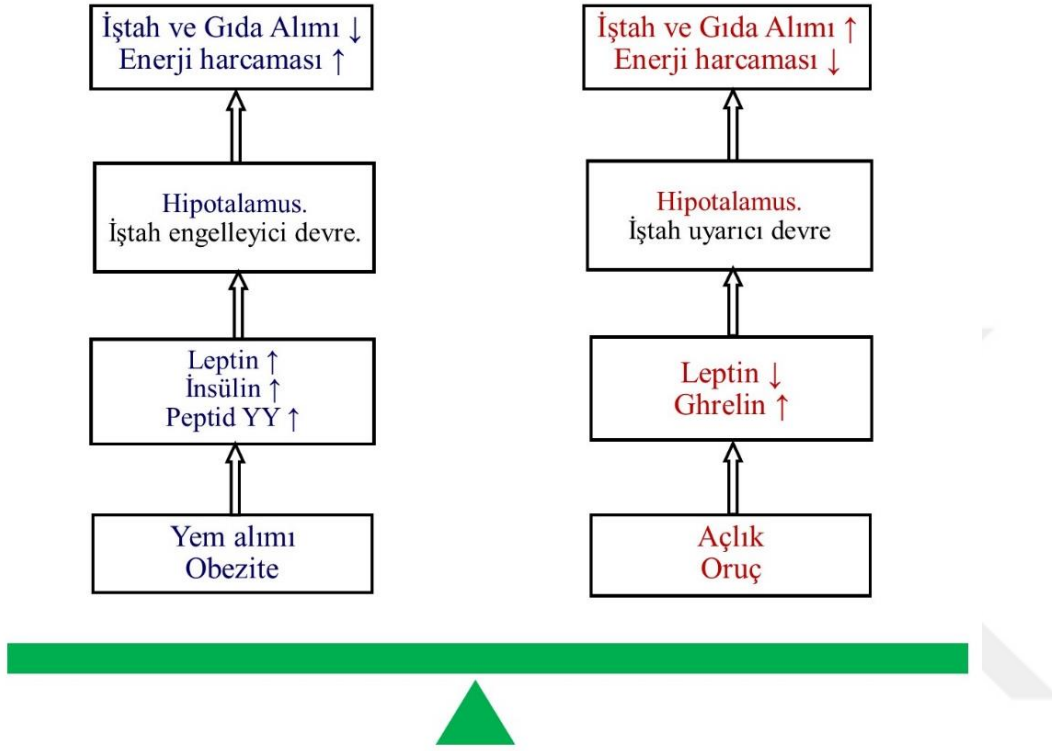 İştah ve Gıda Alımı ↓
Enerji harcaması ↑
Hipotalamus.
İştah engelleyici devre.
Leptin ↑
İnsülin ↑
Peptid YY ↑
Yem alımı
Obezite
İştah ve Gıda Alımı ↑
Enerji harcaması ↓
Hipotalamus.
İştah uyarıcı devre
Leptin ↓
Ghrelin ↑
Açlık
Oruç